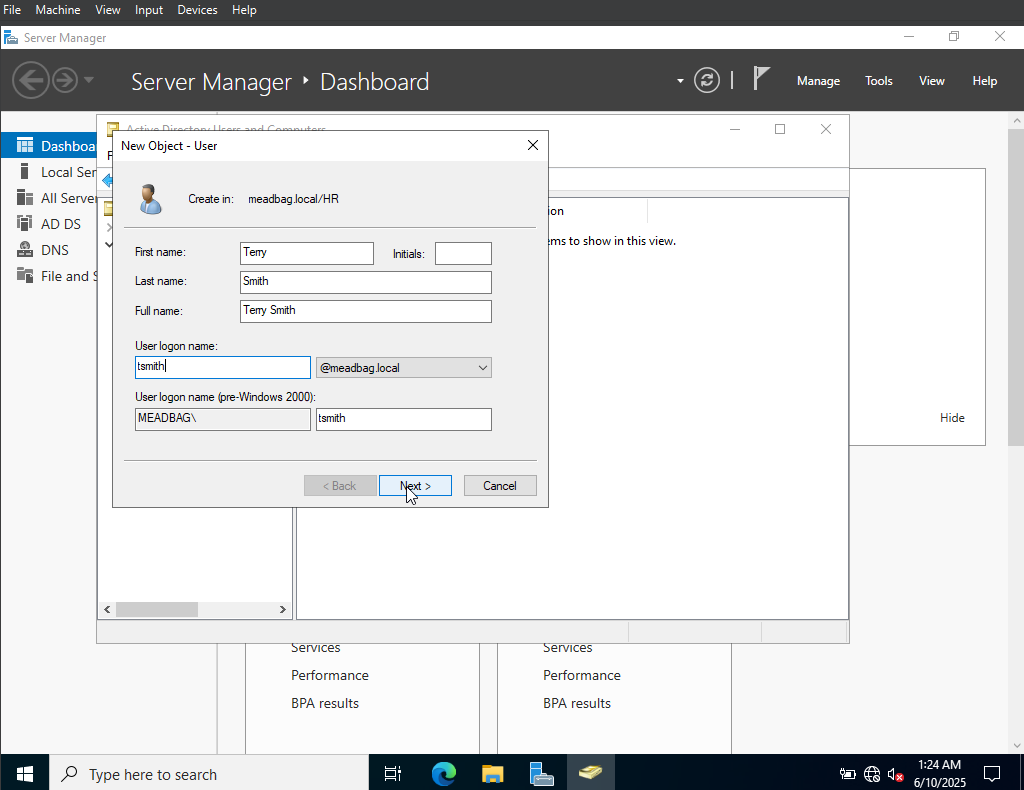 File Machine View Input Devices Help
Server Manager
Server Manager Dashboard
Manage Tools View Help
Active Directory Users and Computers
New Object - User
Dashboa
Local Ser
All Serve
AD DS
DNS
File and S
F
Create in: meadbag.local/HR
ion
ems to show in this view.
First name: Terry Initials:
Last name: Smith
Full name: Terry Smith
User logon name:
tsmith @meadbag.local
User logon name (pre-Windows 2000):
MEADBAG\ tsmith
< Back Next > Cancel
Hide
Services Services
Performance Performance
BPA results BPA results
Type here to search
1:24 AM
6/10/2025